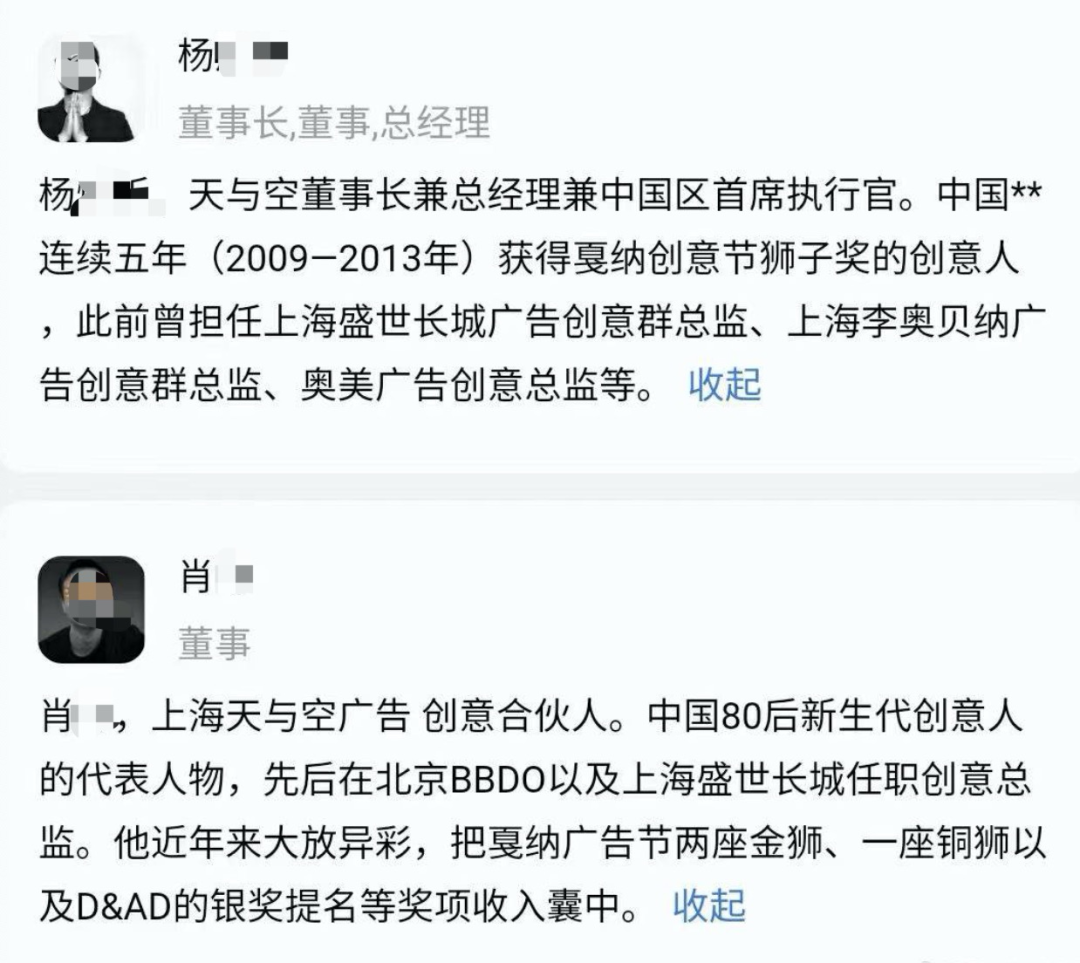 杨
董事长,董事,总经理
杨 天与空董事长兼总经理兼中国区首席执行官。中国**
连续五年（2009—2013年）获得戛纳创意节狮子奖的创意人
，此前曾担任上海盛世长城广告创意群总监、上海李奥贝纳广
告创意群总监、奥美广告创意总监等。 收起
肖
董事
肖 ，上海天与空广告 创意合伙人。中国80后新生代创意人
的代表人物，先后在北京BBDO以及上海盛世长城任职创意总
监。他近年来大放异彩，把戛纳广告节两座金狮、一座铜狮以
及D&AD的银奖提名等奖项收入囊中。 收起